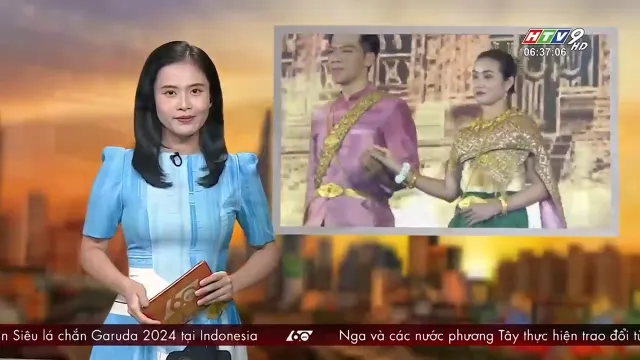 HTV9 HD
06:37:06
n Siêu lá chắn Garuda 2024 tại Indonesia 60 Nga và các nước phương Tây thực hiện trao đổi t